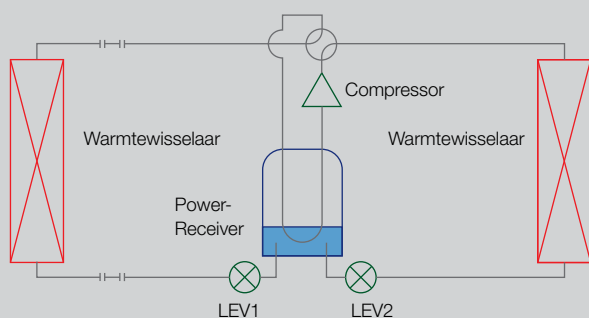 Compressor
Warmtewisselaar
Warmtewisselaar
Power-
Receiver
LEV1
LEV2